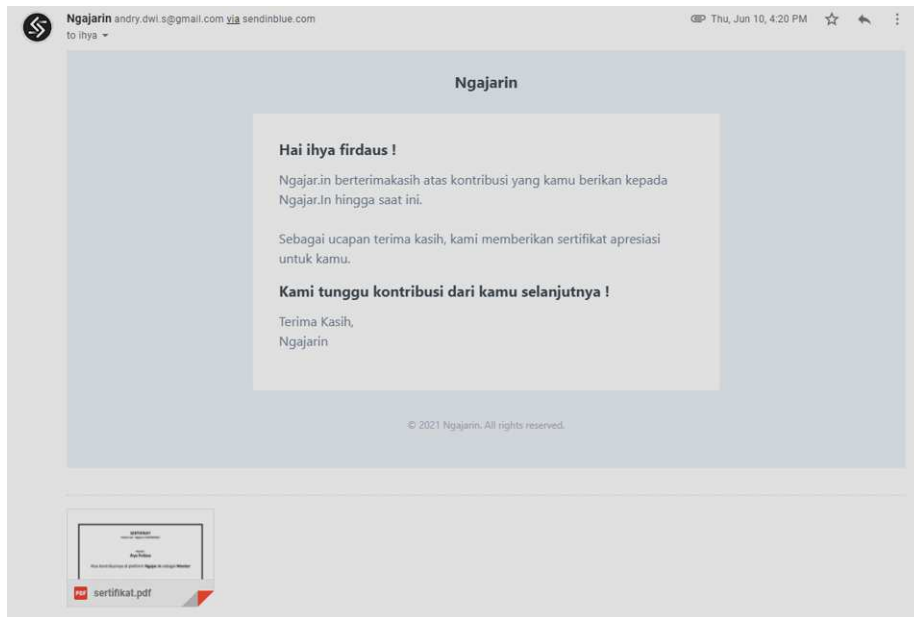 Ngajarin andry.dwi.s@gmail.com via sendinblue.com
Thu, Jun 10, 4:20 PM
to ihya
Ngajarin
Hai ihya firdaus !
Ngajar.in berterimakasih atas kontribusi yang kamu berikan kepada
Ngajar.In hingga saat ini.
Sebagai ucapan terima kasih, kami memberikan sertifikat apresiasi
untuk kamu.
Kami tunggu kontribusi dari kamu selanjutnya !
Terima Kasih,
Ngajarin
© 2021 Ngajarin. All rights reserved.
SERTIFIKAT
PDF sertifikat.pdf